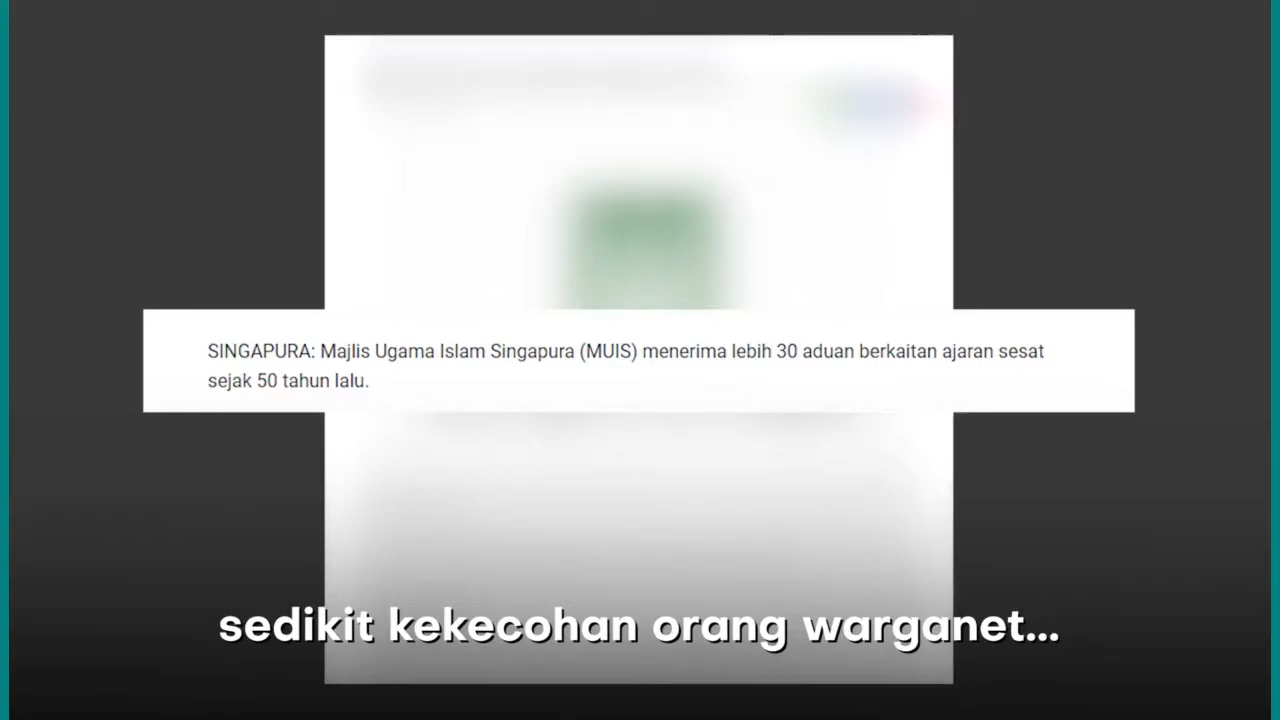 SINGAPURA: Majlis Ugama Islam Singapura (MUIS) menerima lebih 30 aduan berkaitan ajaran sesat
sejak 50 tahun lalu.
sedikit kekecohan orang warganet...